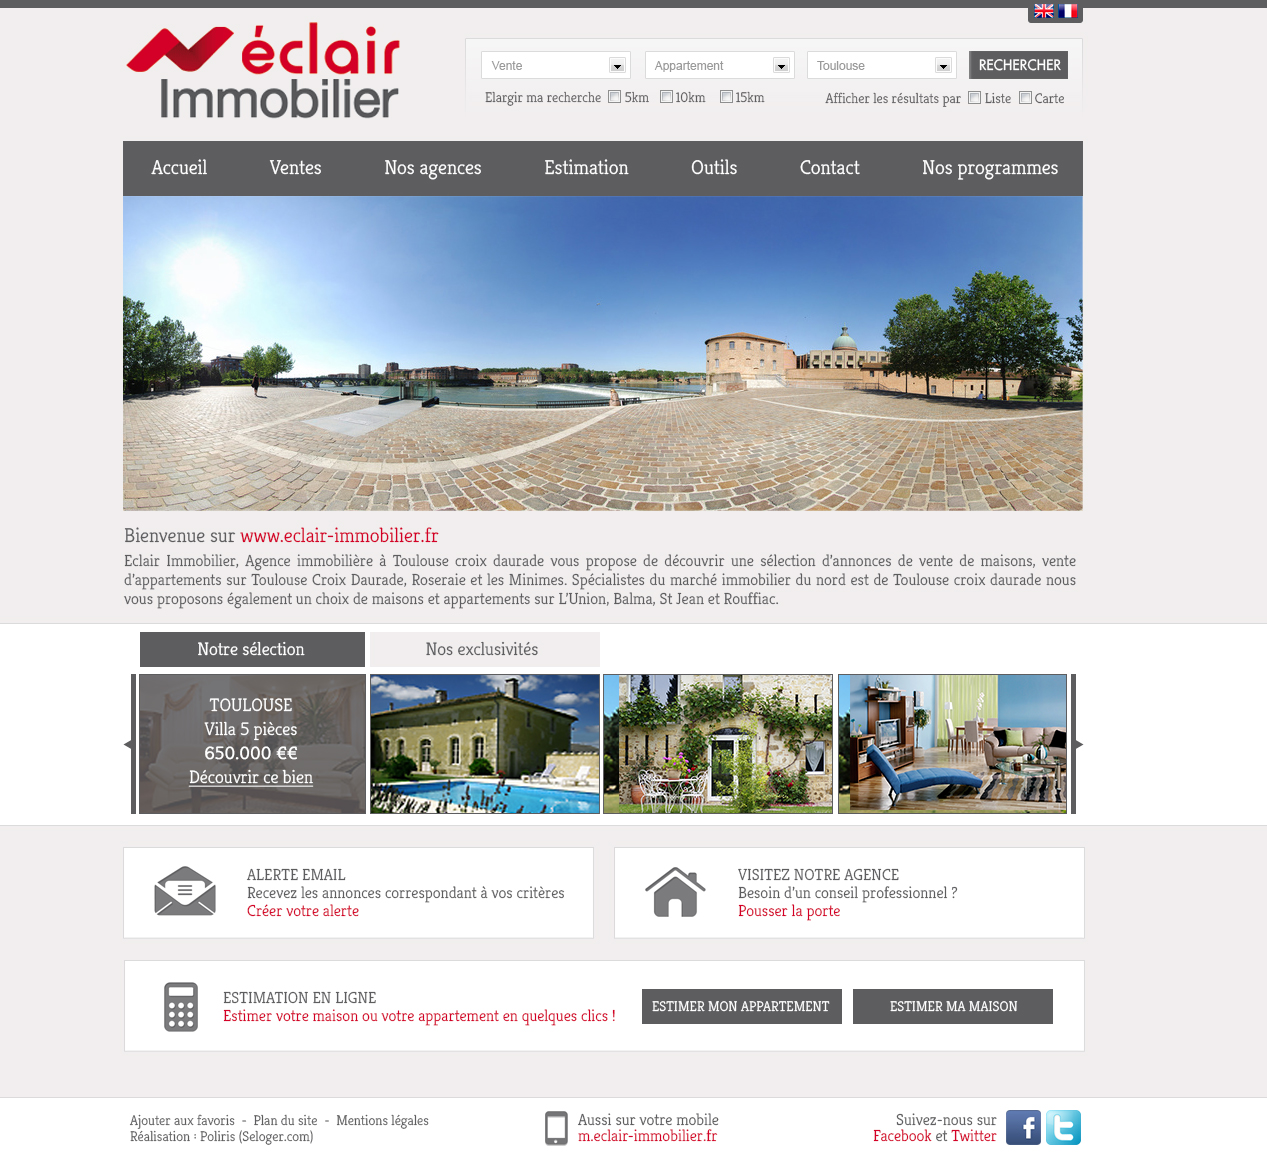 éclair
Immobilier
Vente
Appartement
Toulouse
RECHERCHER
Elargir ma recherche 5km 10km 15km
Afficher les résultats par Liste Carte
Accueil
Ventes
Nos agences
Estimation
Outils
Contact
Nos programmes
Bienvenue sur www.eclair-immobilier.fr
Eclair Immobilier, Agence immobilière à Toulouse croix daurade vous propose de découvrir une sélection d'annonces de vente de maisons, vente
d'appartements sur Toulouse Croix Daurade, Roseraie et les Minimes. Spécialistes du marché immobilier du nord est de Toulouse croix daurade nous
vous proposons également un choix de maisons et appartements sur L'Union, Balma, St Jean et Rouffiac.
Notre sélection
Nos exclusivités
TOULOUSE
Villa 5 pièces
650.000 €€
Découvrir ce bien
ALERTE EMAIL
Recevez les annonces correspondant à vos critères
Créer votre alerte
VISITEZ NOTRE AGENCE
Besoin d'un conseil professionnel ?
Pousser la porte
ESTIMATION EN LIGNE
Estimer votre maison ou votre appartement en quelques clics !
ESTIMER MON APPARTEMENT
ESTIMER MA MAISON
Ajouter aux favoris - Plan du site - Mentions légales
Réalisation : Poliris (Seloger.com)
Aussi sur votre mobile
m.eclair-immobilier.fr
Suivez-nous sur
Facebook et Twitter